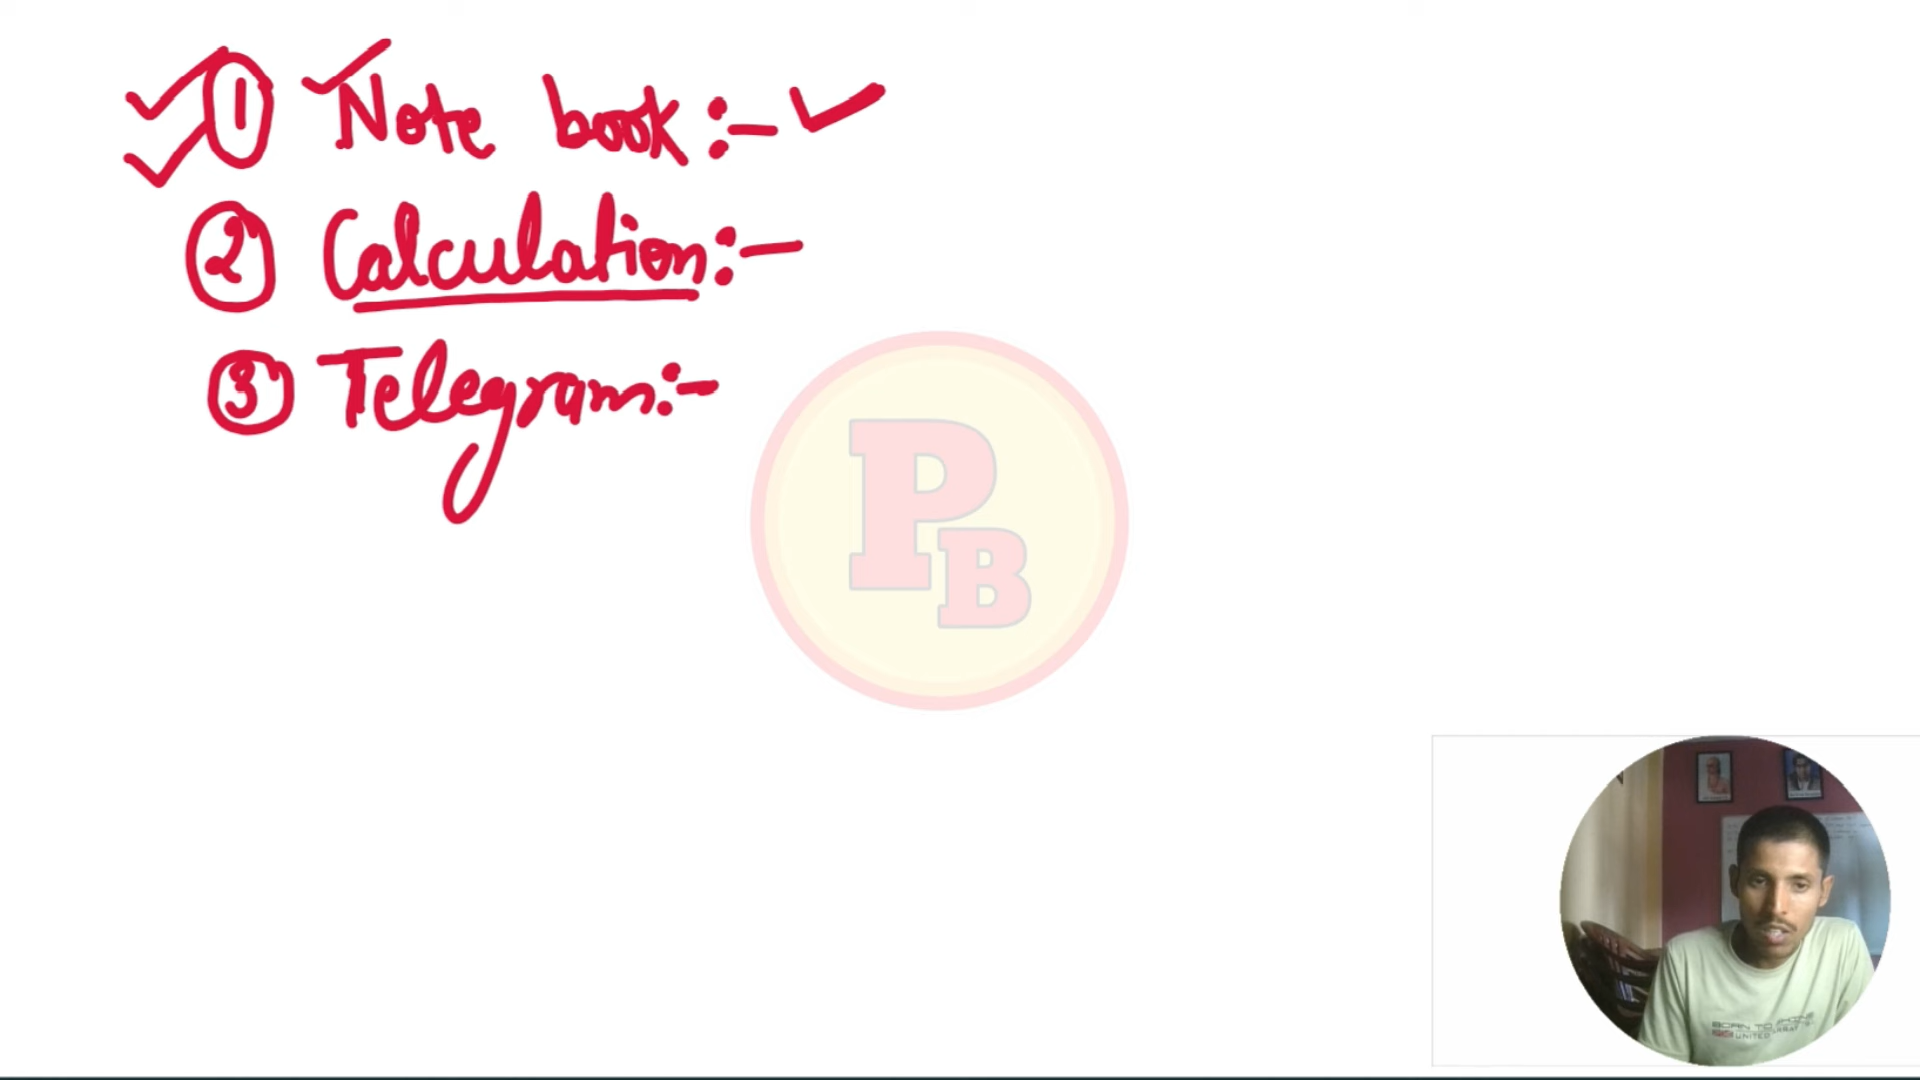 ① Note book:-
② Calculation:-
③ Telegram:-
PB